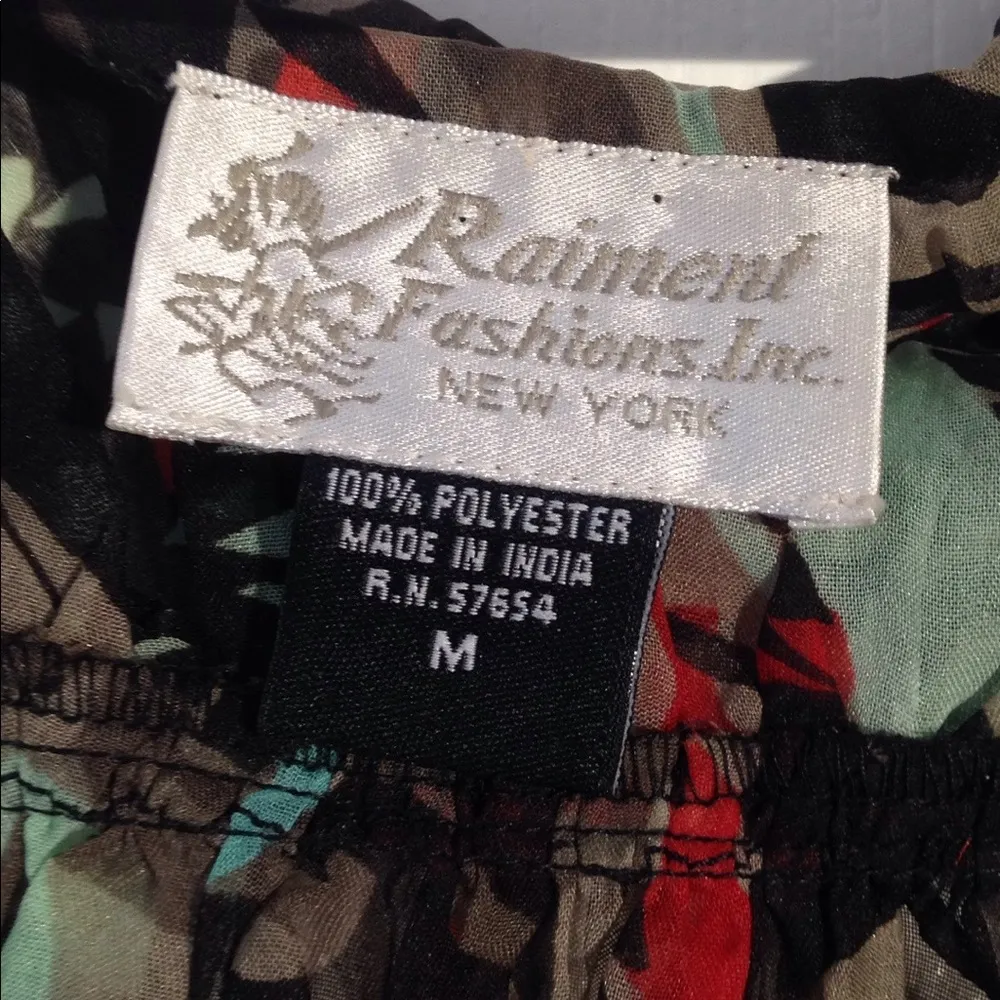 Raiment
Fashions, Inc.
NEW YORK
100% POLYESTER
MADE IN INDIA
R.N. 57654
M